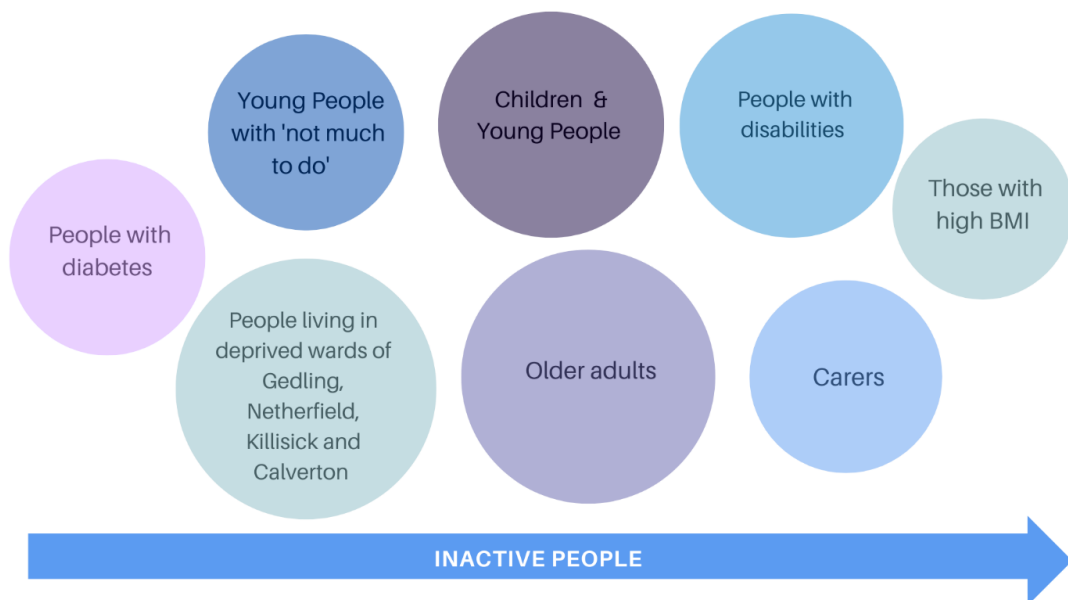 Young People
with 'not much
to do'
Children & 
Young People
People with
disabilities
Those with
high BMI
People with
diabetes
People living in
deprived wards of
Gedling,
Netherfield,
Killisick and
Calverton
Older adults
Carers
INACTIVE PEOPLE